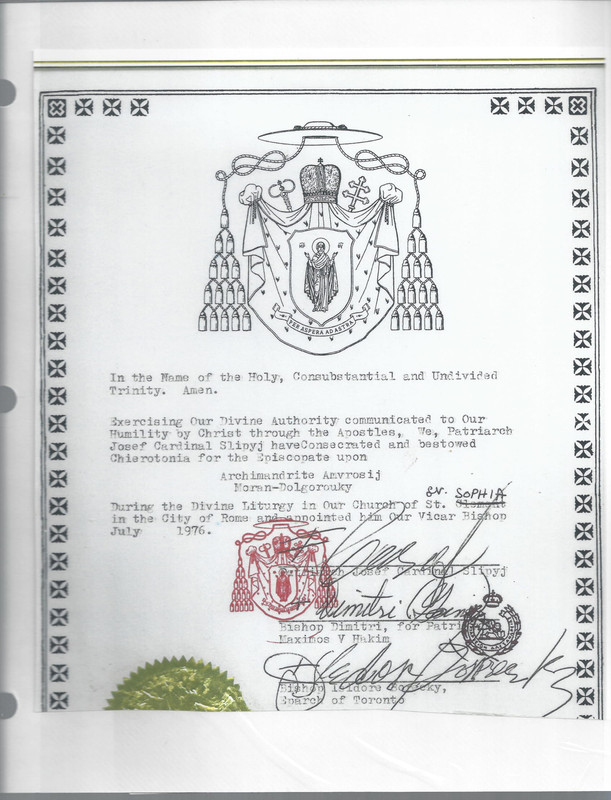 PER ASPERA AD ASTRA
In the Name of the Holy, Consubstantial and Undivided
Trinity. Amen.
Exercising Our Divine Authority communicated to Our
Humility by Christ through the Apostles, We, Patriarch
Josef Cardinal Slipyj haveConsecrated and bestowed
Chierotonia for the Episcopate upon
Archimandrite Amvrosij
Moran-Dolgorouky
SOPHIA
During the Divine Liturgy in Our Church of St. Clement
in the City of Rome and appointed him Our Vicar Bishop
July 1976.
Josef Cardinal Slipyj
Dimitri
Bishop Dimitri, for
Maximos V Hakim
Bishop Isidore Borecky,
Eparch of Toronto